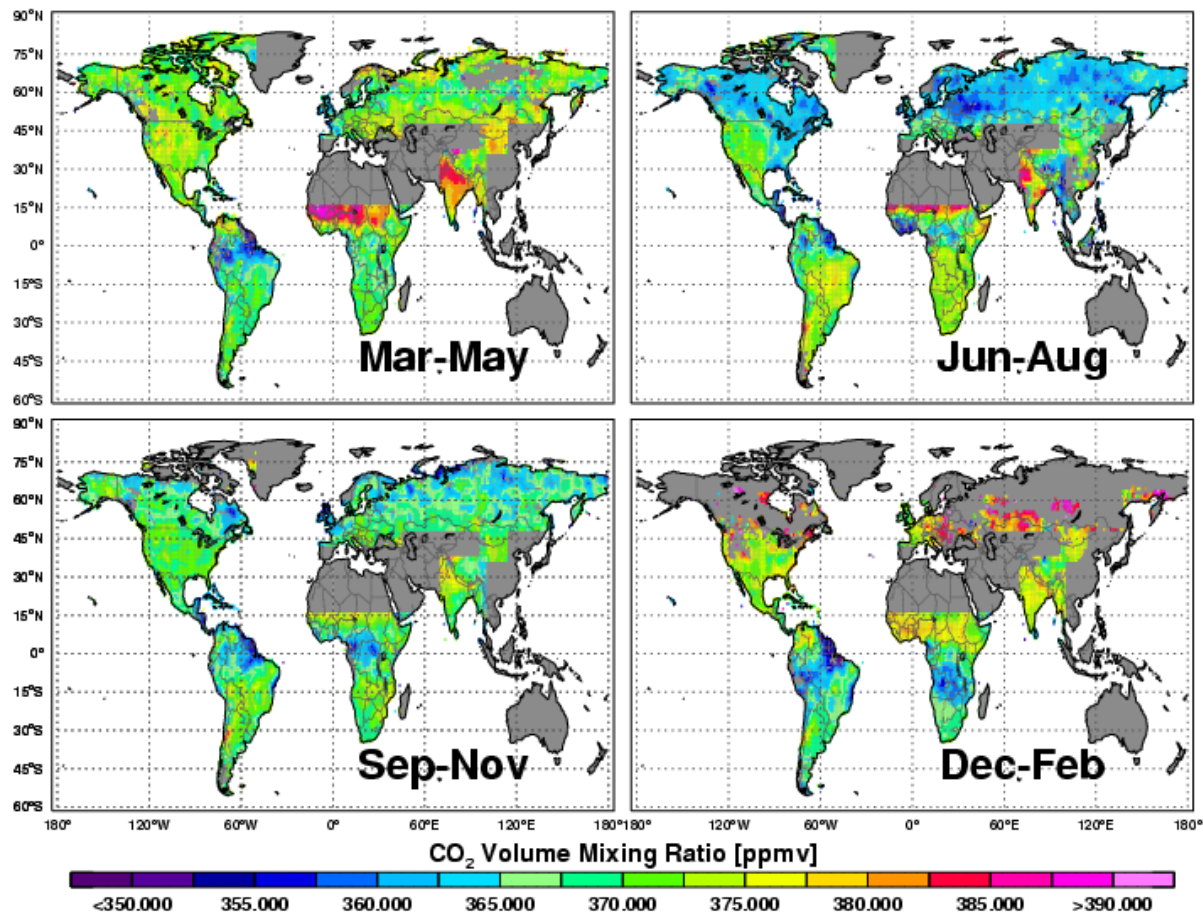 90°N
75°N
60°N
45°N
30°N
15°N
0°
15°S
30°S
45°S
60°S
Mar-May
Jun-Aug
90°N
75°N
60°N
45°N
30°N
15°N
0°
15°S
30°S
45°S
60°S
Sep-Nov
Dec-Feb
180° 120°W 60°W 0° 60°E 120°E 180° 180° 120°W 60°W 0° 60°E 120°E 180°
CO₂ Volume Mixing Ratio [ppmv]
<350.000 355.000 360.000 365.000 370.000 375.000 380.000 385.000 >390.000